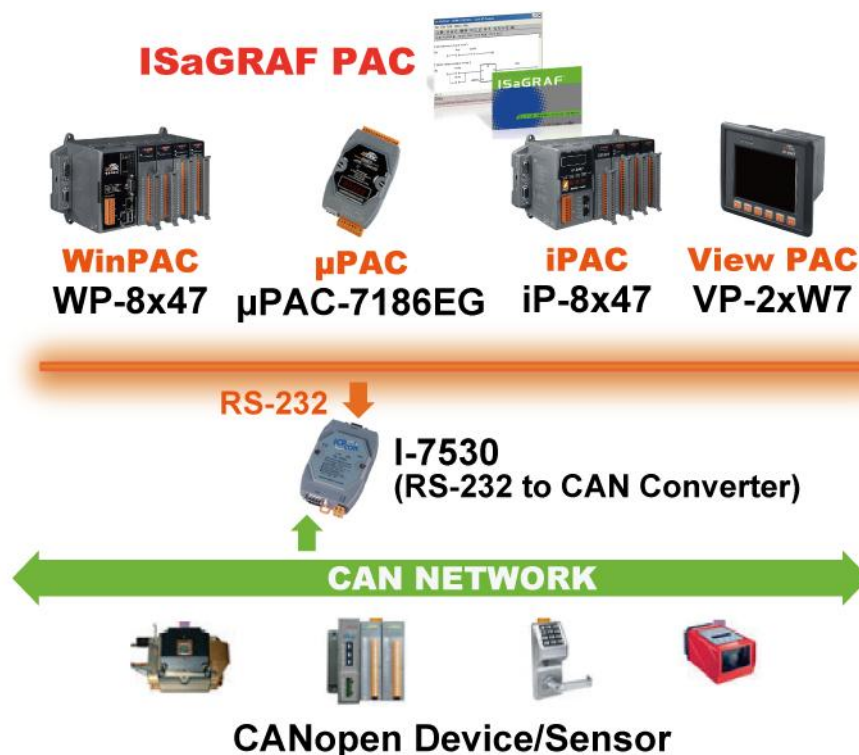 ISaGRAF PAC
ISaGRAF
WinPAC
µPAC
iPAC
View PAC
WP-8x47
µPAC-7186EG
iP-8x47
VP-2xW7
RS-232
I-7530
(RS-232 to CAN Converter)
CAN NETWORK
CANopen Device/Sensor